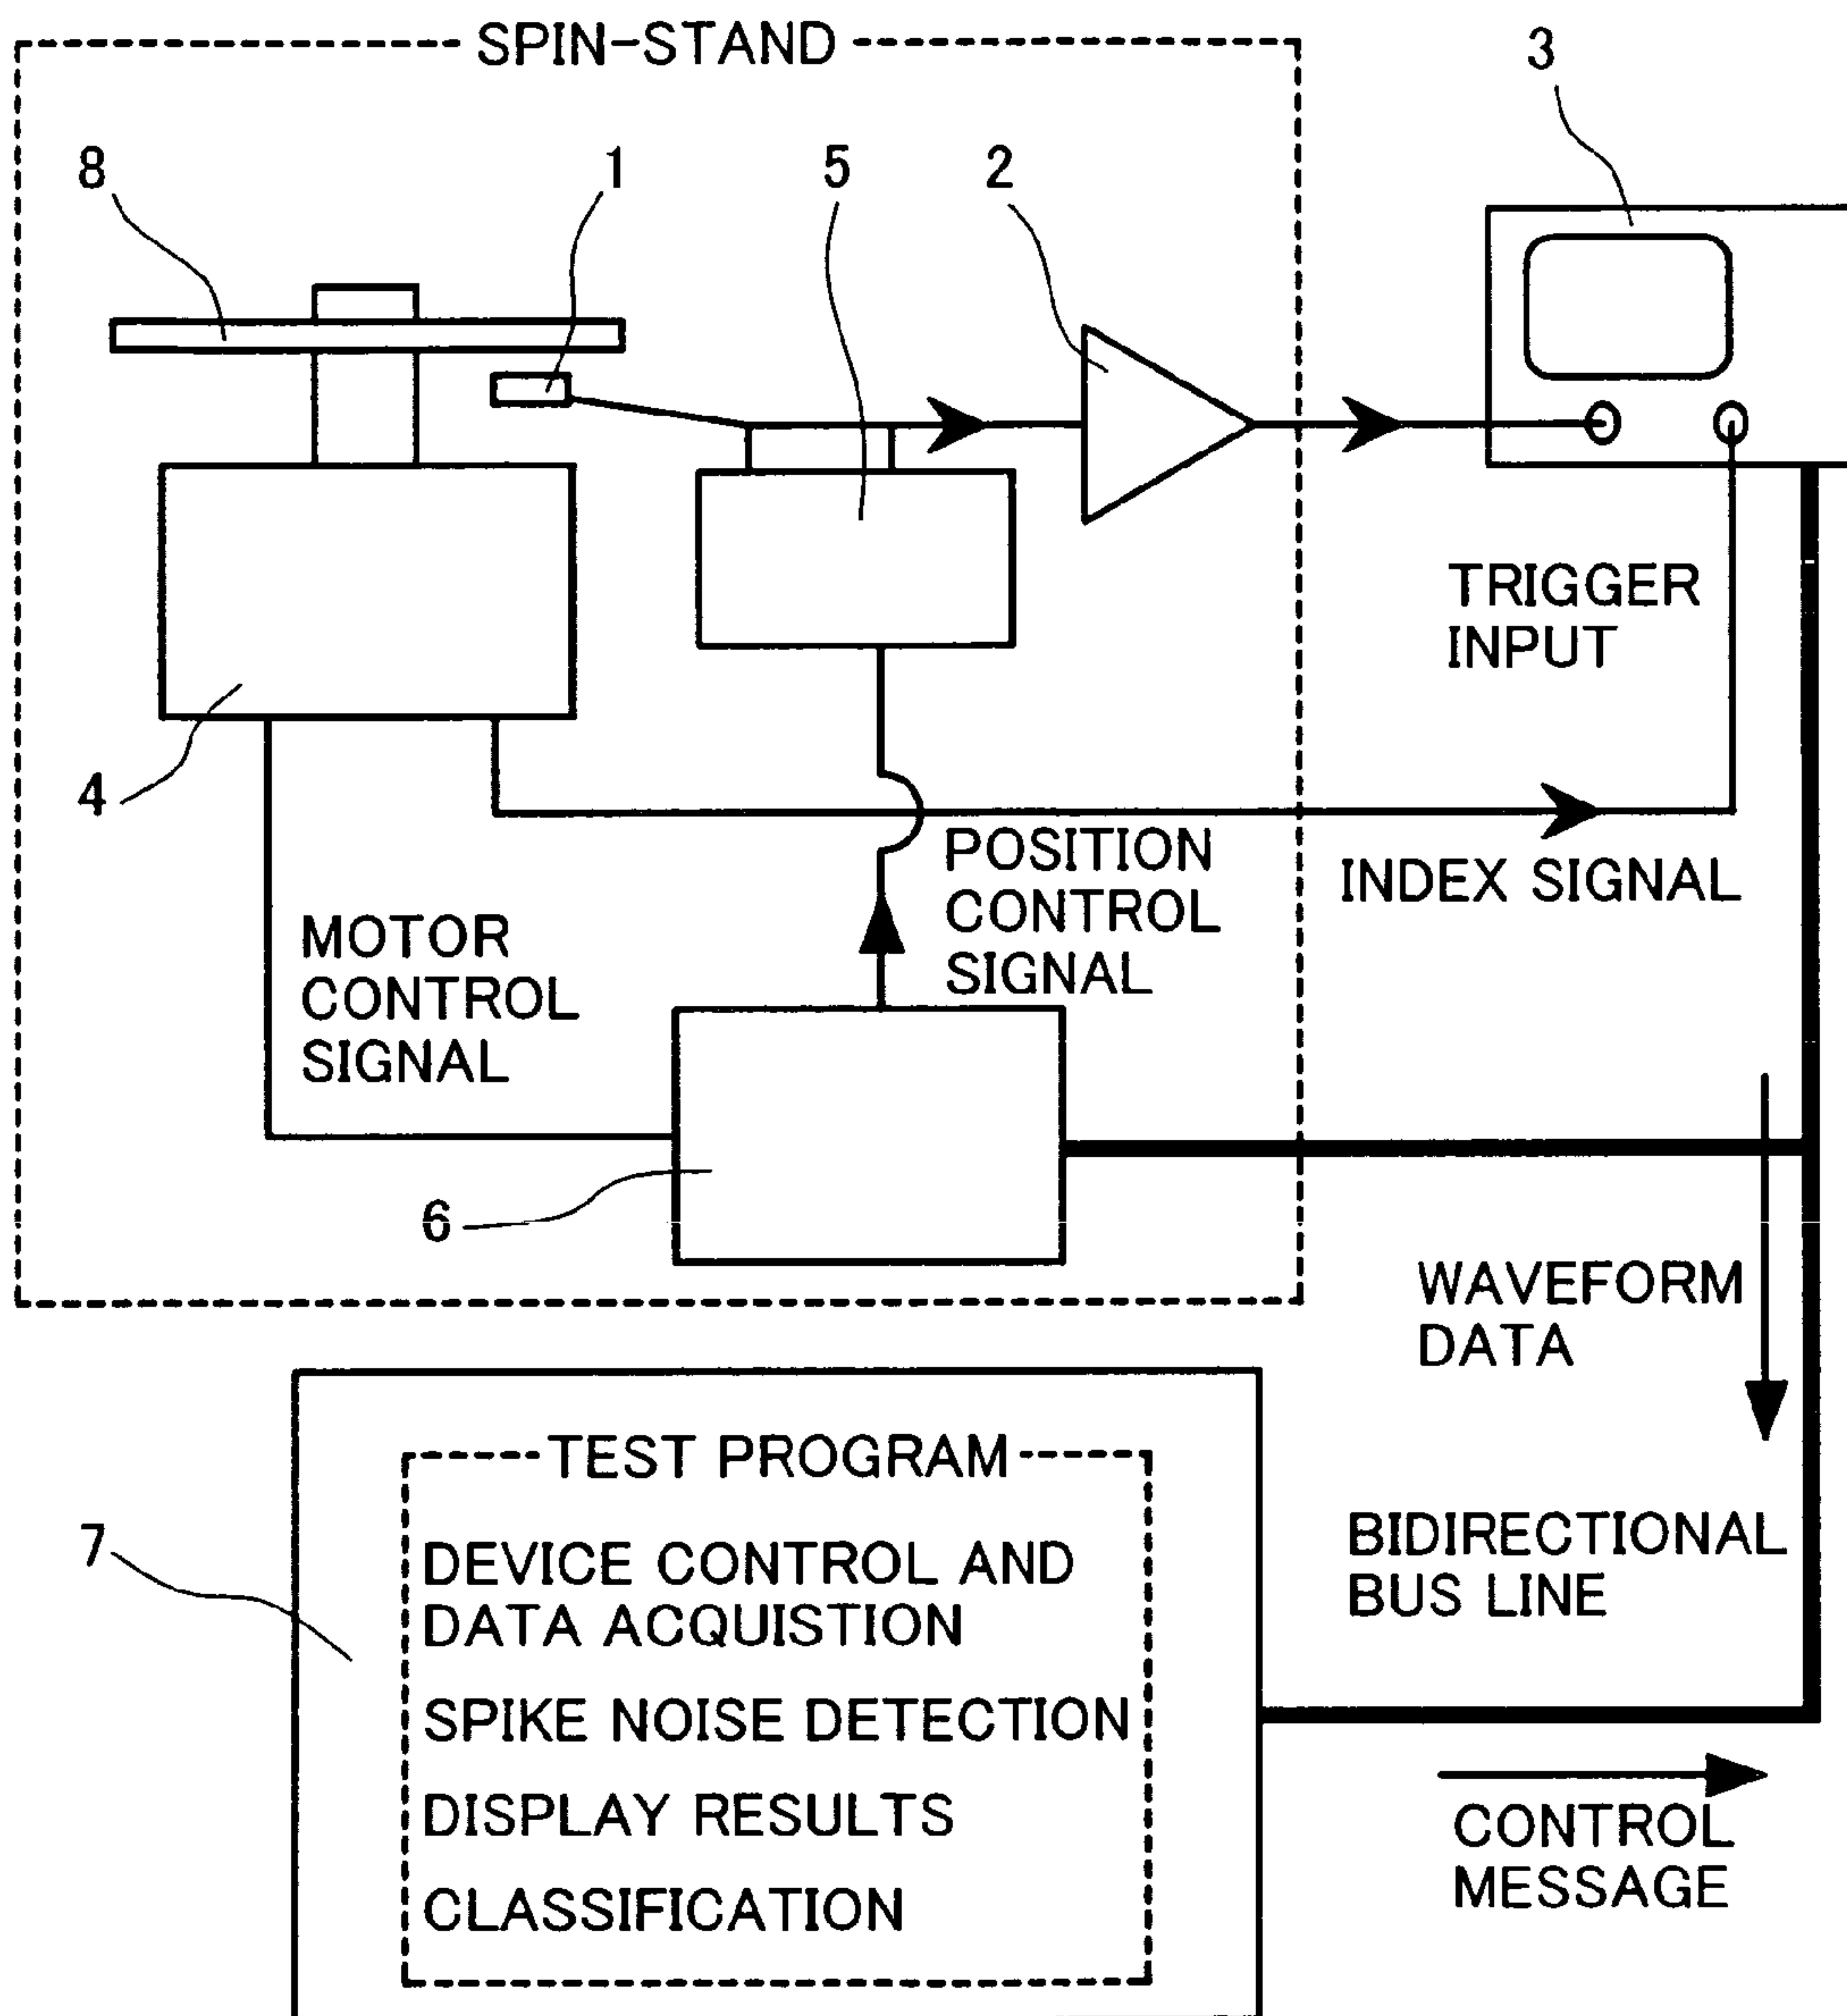 SPIN-STAND
3
8
1
5
2
TRIGGER
INPUT
4
POSITION
CONTROL
SIGNAL
INDEX SIGNAL
MOTOR
CONTROL
SIGNAL
6
WAVEFORM
DATA
TEST PROGRAM
7
DEVICE CONTROL AND
DATA ACQUISTION
SPIKE NOISE DETECTION
DISPLAY RESULTS
CLASSIFICATION
BIDIRECTIONAL
BUS LINE
CONTROL
MESSAGE